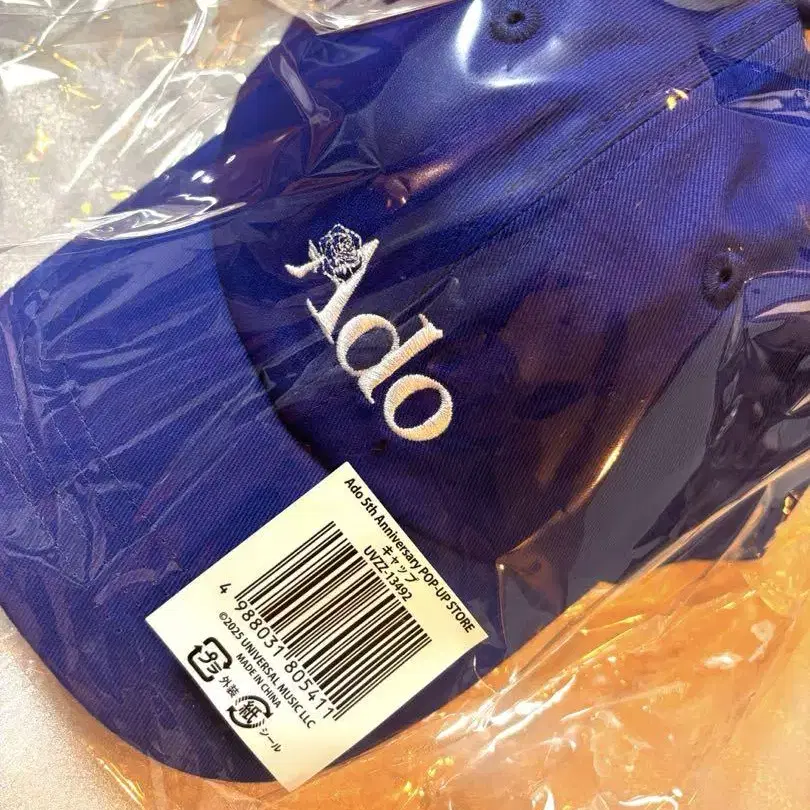 Ado
Ado 5th Anniversary POP-UP STORE
キャップ
UVZZ-13492
4 988031 805411
©2025 UNIVERSAL MUSIC LLC
MADE IN CHINA
プラ 外装 紙 シール